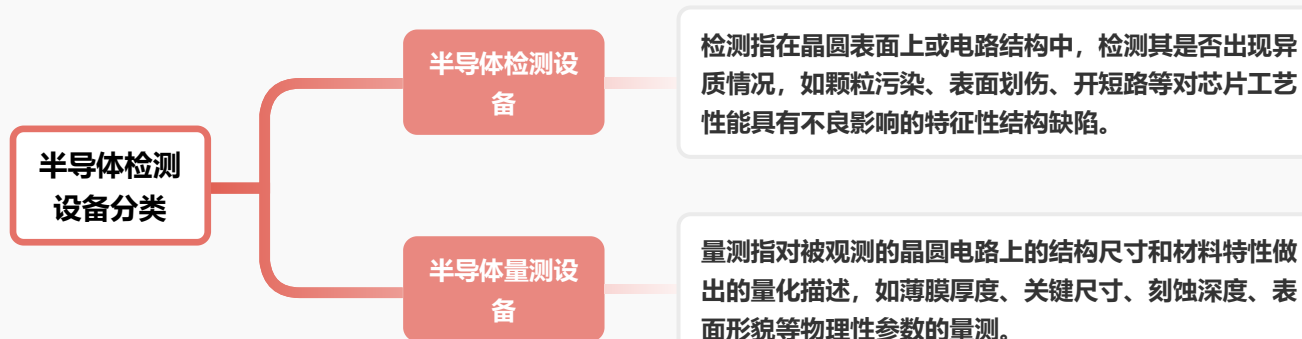 半导体检测
设备分类
半导体检测设
备
检测指在晶圆表面上或电路结构中，检测其是否出现异
质情况，如颗粒污染、表面划伤、开短路等对芯片工艺
性能具有不良影响的特征性结构缺陷。
半导体量测设
备
量测指对被观测的晶圆电路上的结构尺寸和材料特性做
出的量化描述，如薄膜厚度、关键尺寸、刻蚀深度、表
面形貌等物理性参数的量测。